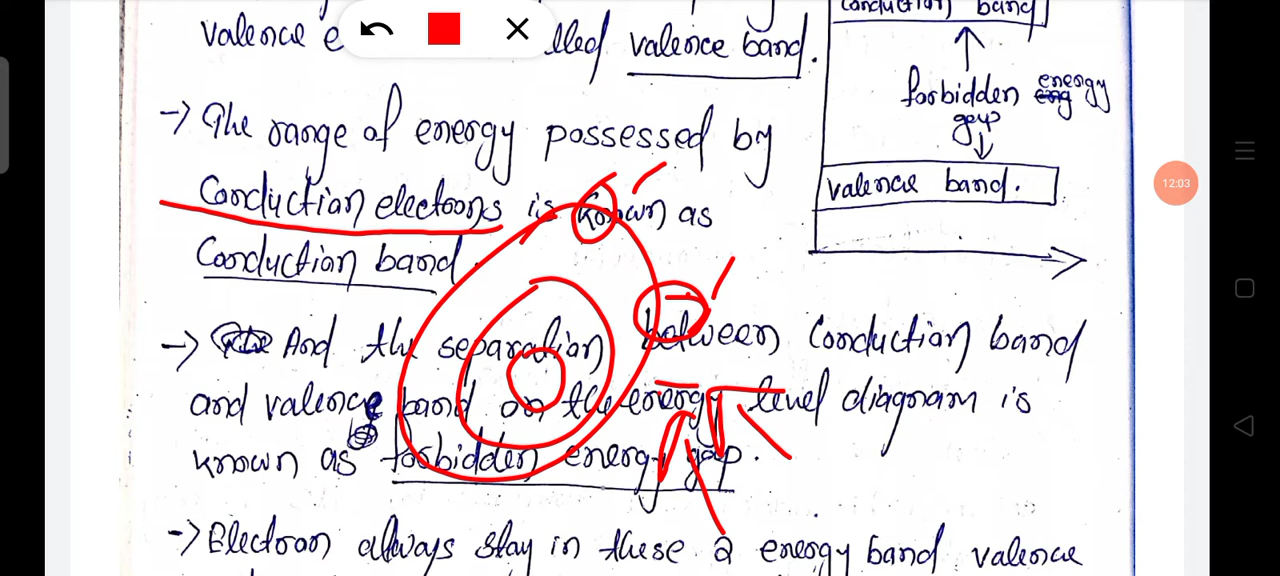 valence e lled valence band.
→ The range of energy possessed by
Conduction electrons is known as
Conduction band.
→ And the separation between Conduction band
and valence band on the energy level diagram is
known as forbidden energy gap.
→ Electron always stay in these 2 energy band valence
Conduction band
forbidden energy
gap
valence band.
12:03